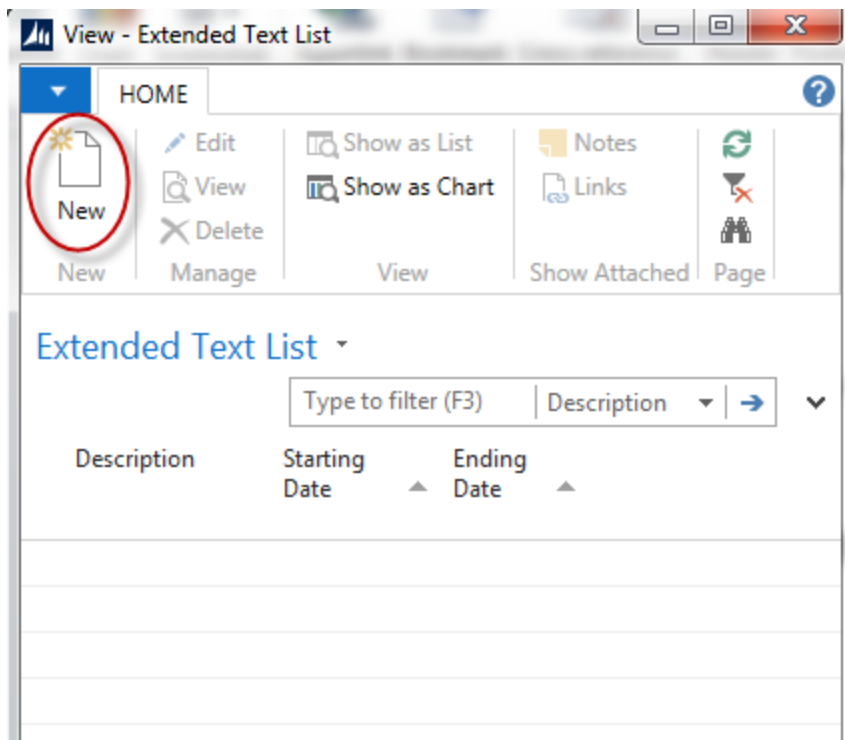 View - Extended Text List
HOME
New
Edit
View
Delete
Show as List
Show as Chart
Notes
Links
New
Manage
View
Show Attached
Page
Extended Text List
Type to filter (F3)
Description
Description
Starting
Date
Ending
Date